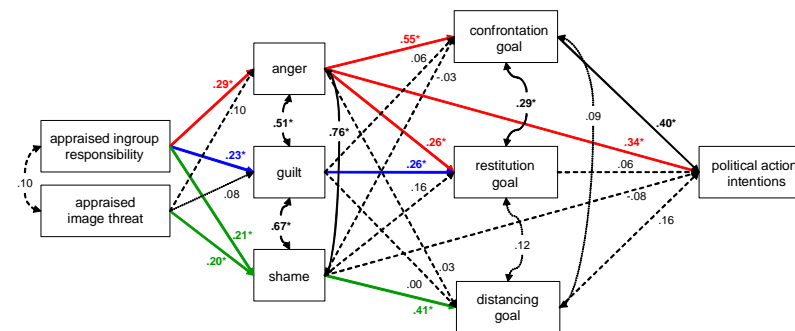 confrontation
goal
.55*
.06
-.03
anger
.29*
.10
.29*
.40*
.09
.51*
.76*
appraised ingroup
responsibility
.26*
.34*
.23*
guilt
.26*
restitution
goal
.06
political action
intentions
.10
.08
.16
-.08
appraised
image threat
.16
.21*
.67*
.20*
.12
.03
shame
.00
.41*
distancing
goal